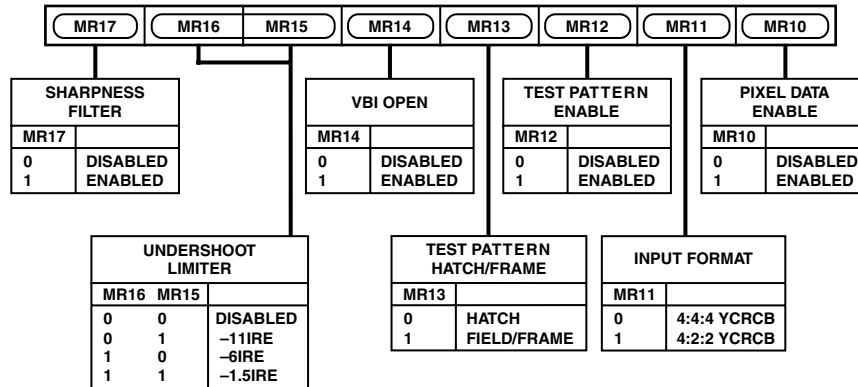 MR17 MR16 MR15 MR14 MR13 MR12 MR11 MR10
SHARPNESS
FILTER
MR17
0 DISABLED
1 ENABLED
VBI OPEN
MR14
0 DISABLED
1 ENABLED
TEST PATTERN
ENABLE
MR12
0 DISABLED
1 ENABLED
PIXEL DATA
ENABLE
MR10
0 DISABLED
1 ENABLED
UNDERSHOOT
LIMITER
MR16 MR15
0 0 DISABLED
0 1 –11IRE
1 0 –6IRE
1 1 –1.5IRE
TEST PATTERN
HATCH/FRAME
MR13
0 HATCH
1 FIELD/FRAME
INPUT FORMAT
MR11
0 4:4:4 YCRCB
1 4:2:2 YCRCB